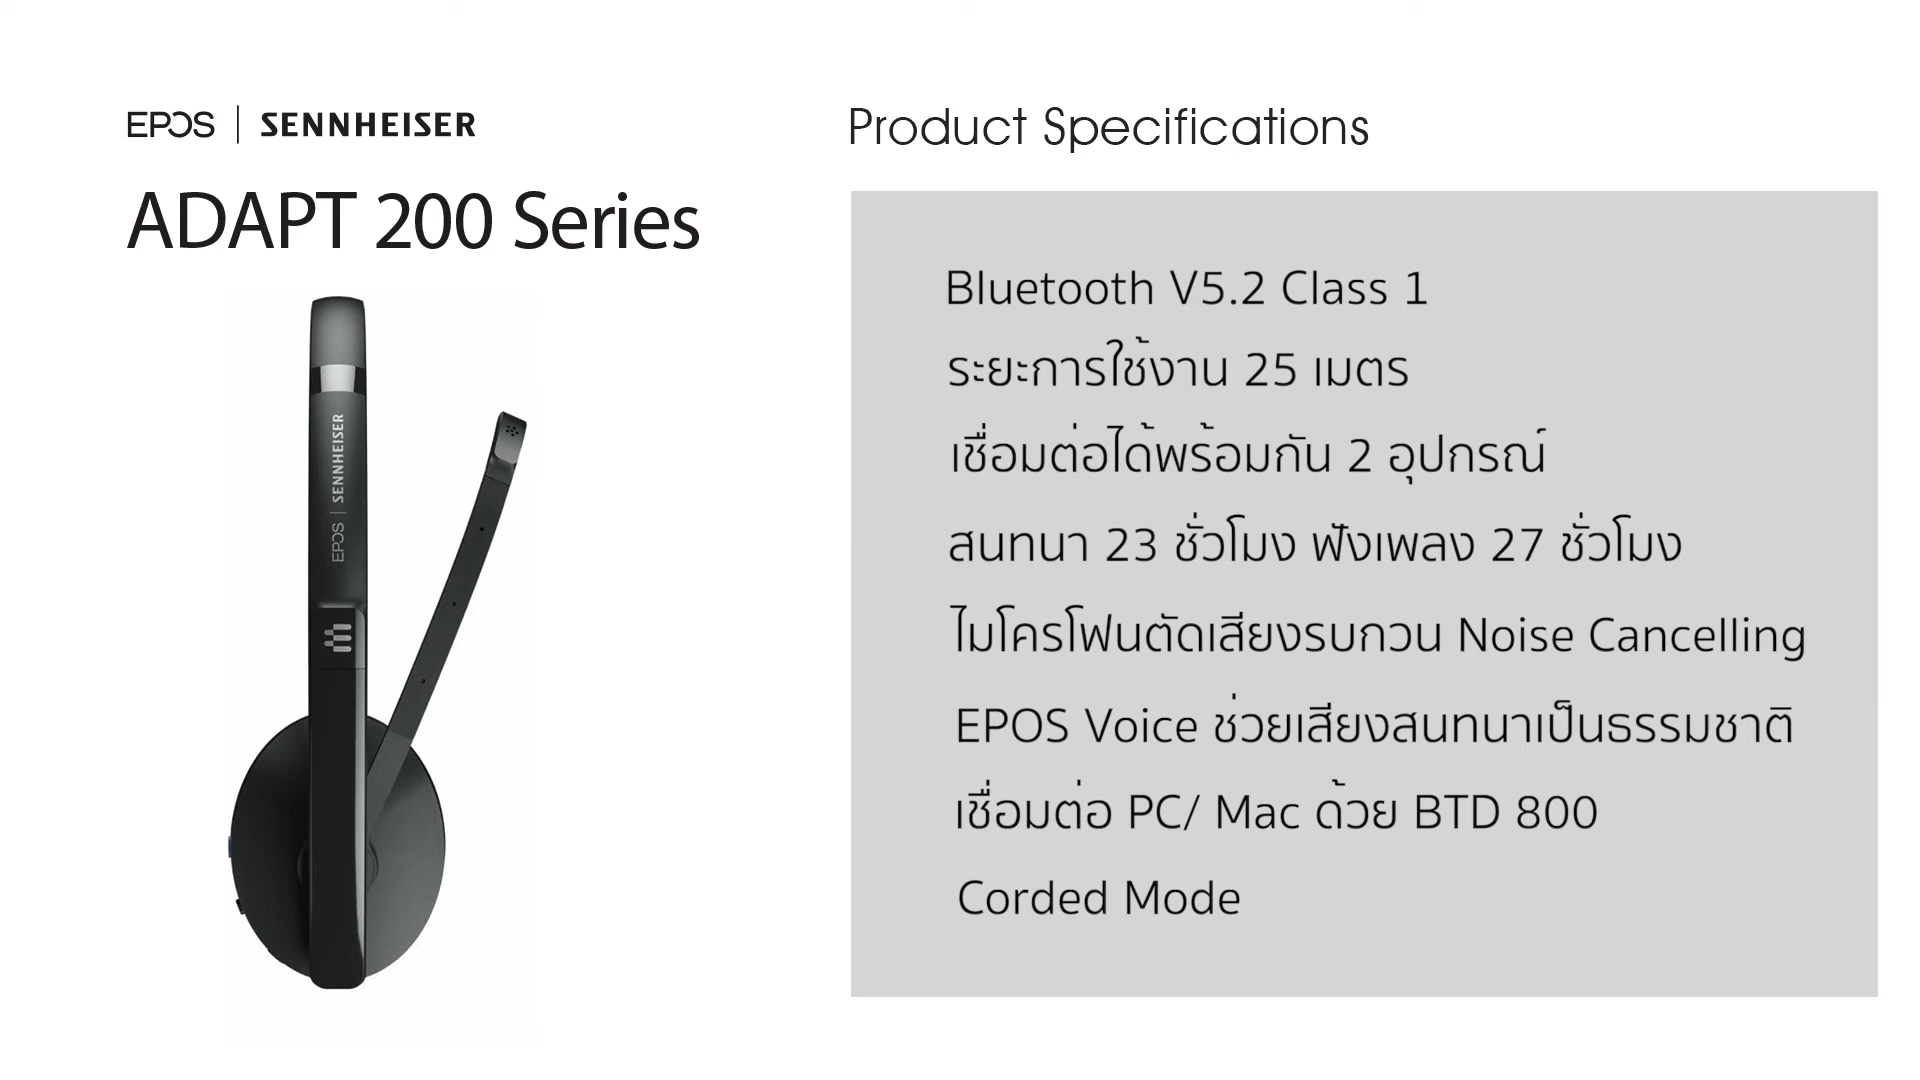 EPOS | SENNHEISER
ADAPT 200 Series
EPOS | SENNHEISER
Product Specifications
Bluetooth V5.2 Class 1
ระยะการใช้งาน 25 เมตร
เชื่อมต่อได้พร้อมกัน 2 อุปกรณ์
สนทนา 23 ชั่วโมง ฟังเพลง 27 ชั่วโมง
ไมโครโฟนตัดเสียงรบกวน Noise Cancelling
EPOS Voice ช่วยเสียงสนทนาเป็นธรรมชาติ
เชื่อมต่อ PC/ Mac ด้วย BTD 800
Corded Mode